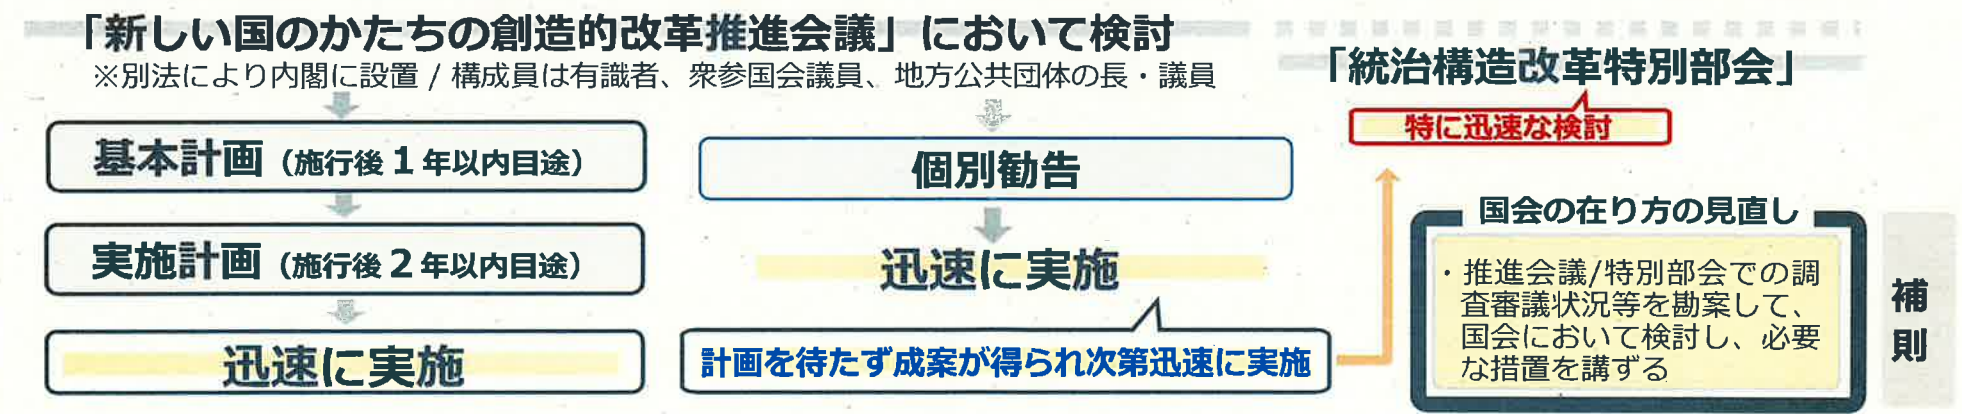 「新しい国のかたちの創造的改革推進会議」において検討
※別法により内閣に設置 / 構成員は有識者、衆参国会議員、地方公共団体の長・議員
基本計画（施行後１年以内目途）
実施計画（施行後２年以内目途）
迅速に実施
個別勧告
迅速に実施
計画を待たず成案が得られ次第迅速に実施
「統治構造改革特別部会」
特に迅速な検討
国会の在り方の見直し
・推進会議/特別部会での調
査審議状況等を勘案して、
国会において検討し、必要
な措置を講ずる
補
則